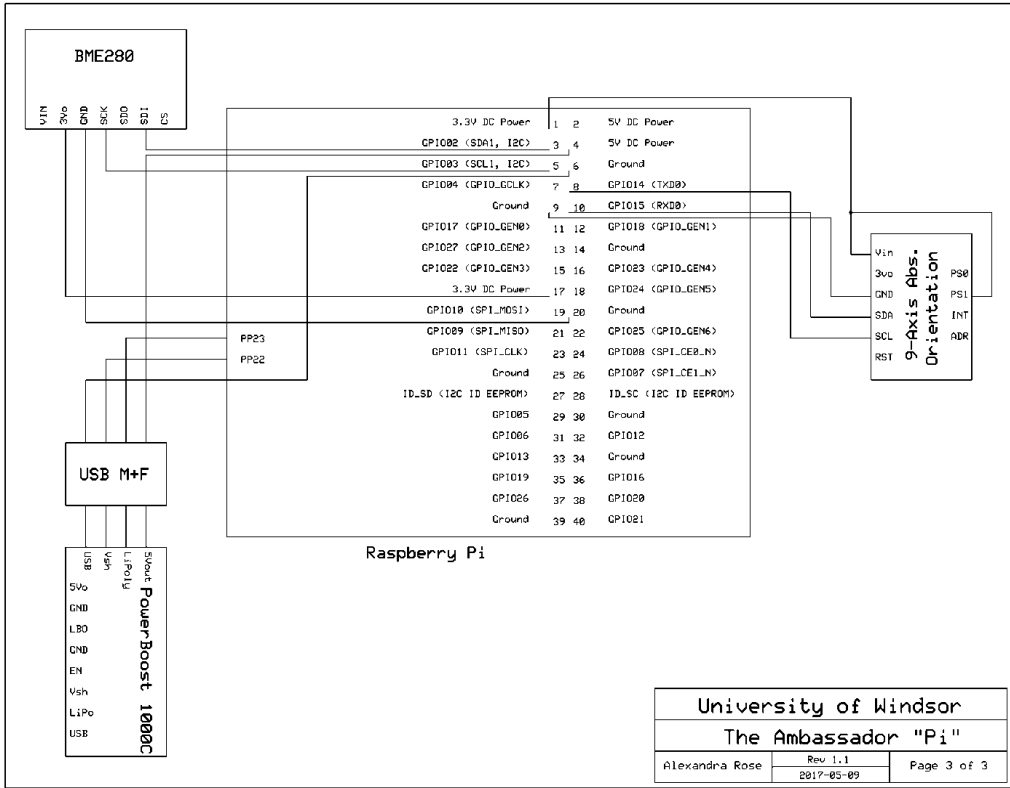 BME280
VIN
3Vo
GND
SCK
SDO
SDI
CS
3.3V DC Power 1 2 5V DC Power
GPIO02 (SDA1, I2C) 3 4 5V DC Power
GPIO03 (SCL1, I2C) 5 6 Ground
GPIO04 (GPIO_GCLK) 7 8 GPIO14 (TXD0)
Ground 9 10 GPIO15 (RXD0)
GPIO17 (GPIO_GEN0) 11 12 GPIO18 (GPIO_GEN1)
GPIO27 (GPIO_GEN2) 13 14 Ground
GPIO22 (GPIO_GEN3) 15 16 GPIO23 (GPIO_GEN4)
3.3V DC Power 17 18 GPIO24 (GPIO_GEN5)
GPIO10 (SPI_MOSI) 19 20 Ground
GPIO09 (SPI_MISO) 21 22 GPIO25 (GPIO_GEN6)
GPIO11 (SPI_CLK) 23 24 GPIO08 (SPI_CE0_N)
Ground 25 26 GPIO07 (SPI_CE1_N)
ID_SD (I2C ID EEPROM) 27 28 ID_SC (I2C ID EEPROM)
GPIO05 29 30 Ground
GPIO06 31 32 GPIO12
GPIO13 33 34 Ground
GPIO19 35 36 GPIO16
GPIO26 37 38 GPIO20
Ground 39 40 GPIO21
PP23
PP22
Raspberry Pi
Vin
3vo
GND
SDA
SCL
RST
9-Axis Abs.
Orientation
PS0
PS1
INT
ADR
USB M+F
USB
Vsh
LiPoly
5Vout
5Vo
GND
LBO
GND
EN
Vsh
LiPo
USB
PowerBoost 1000C
University of Windsor
The Ambassador "Pi"
Alexandra Rose
Rev 1.1
2017-05-09
Page 3 of 3